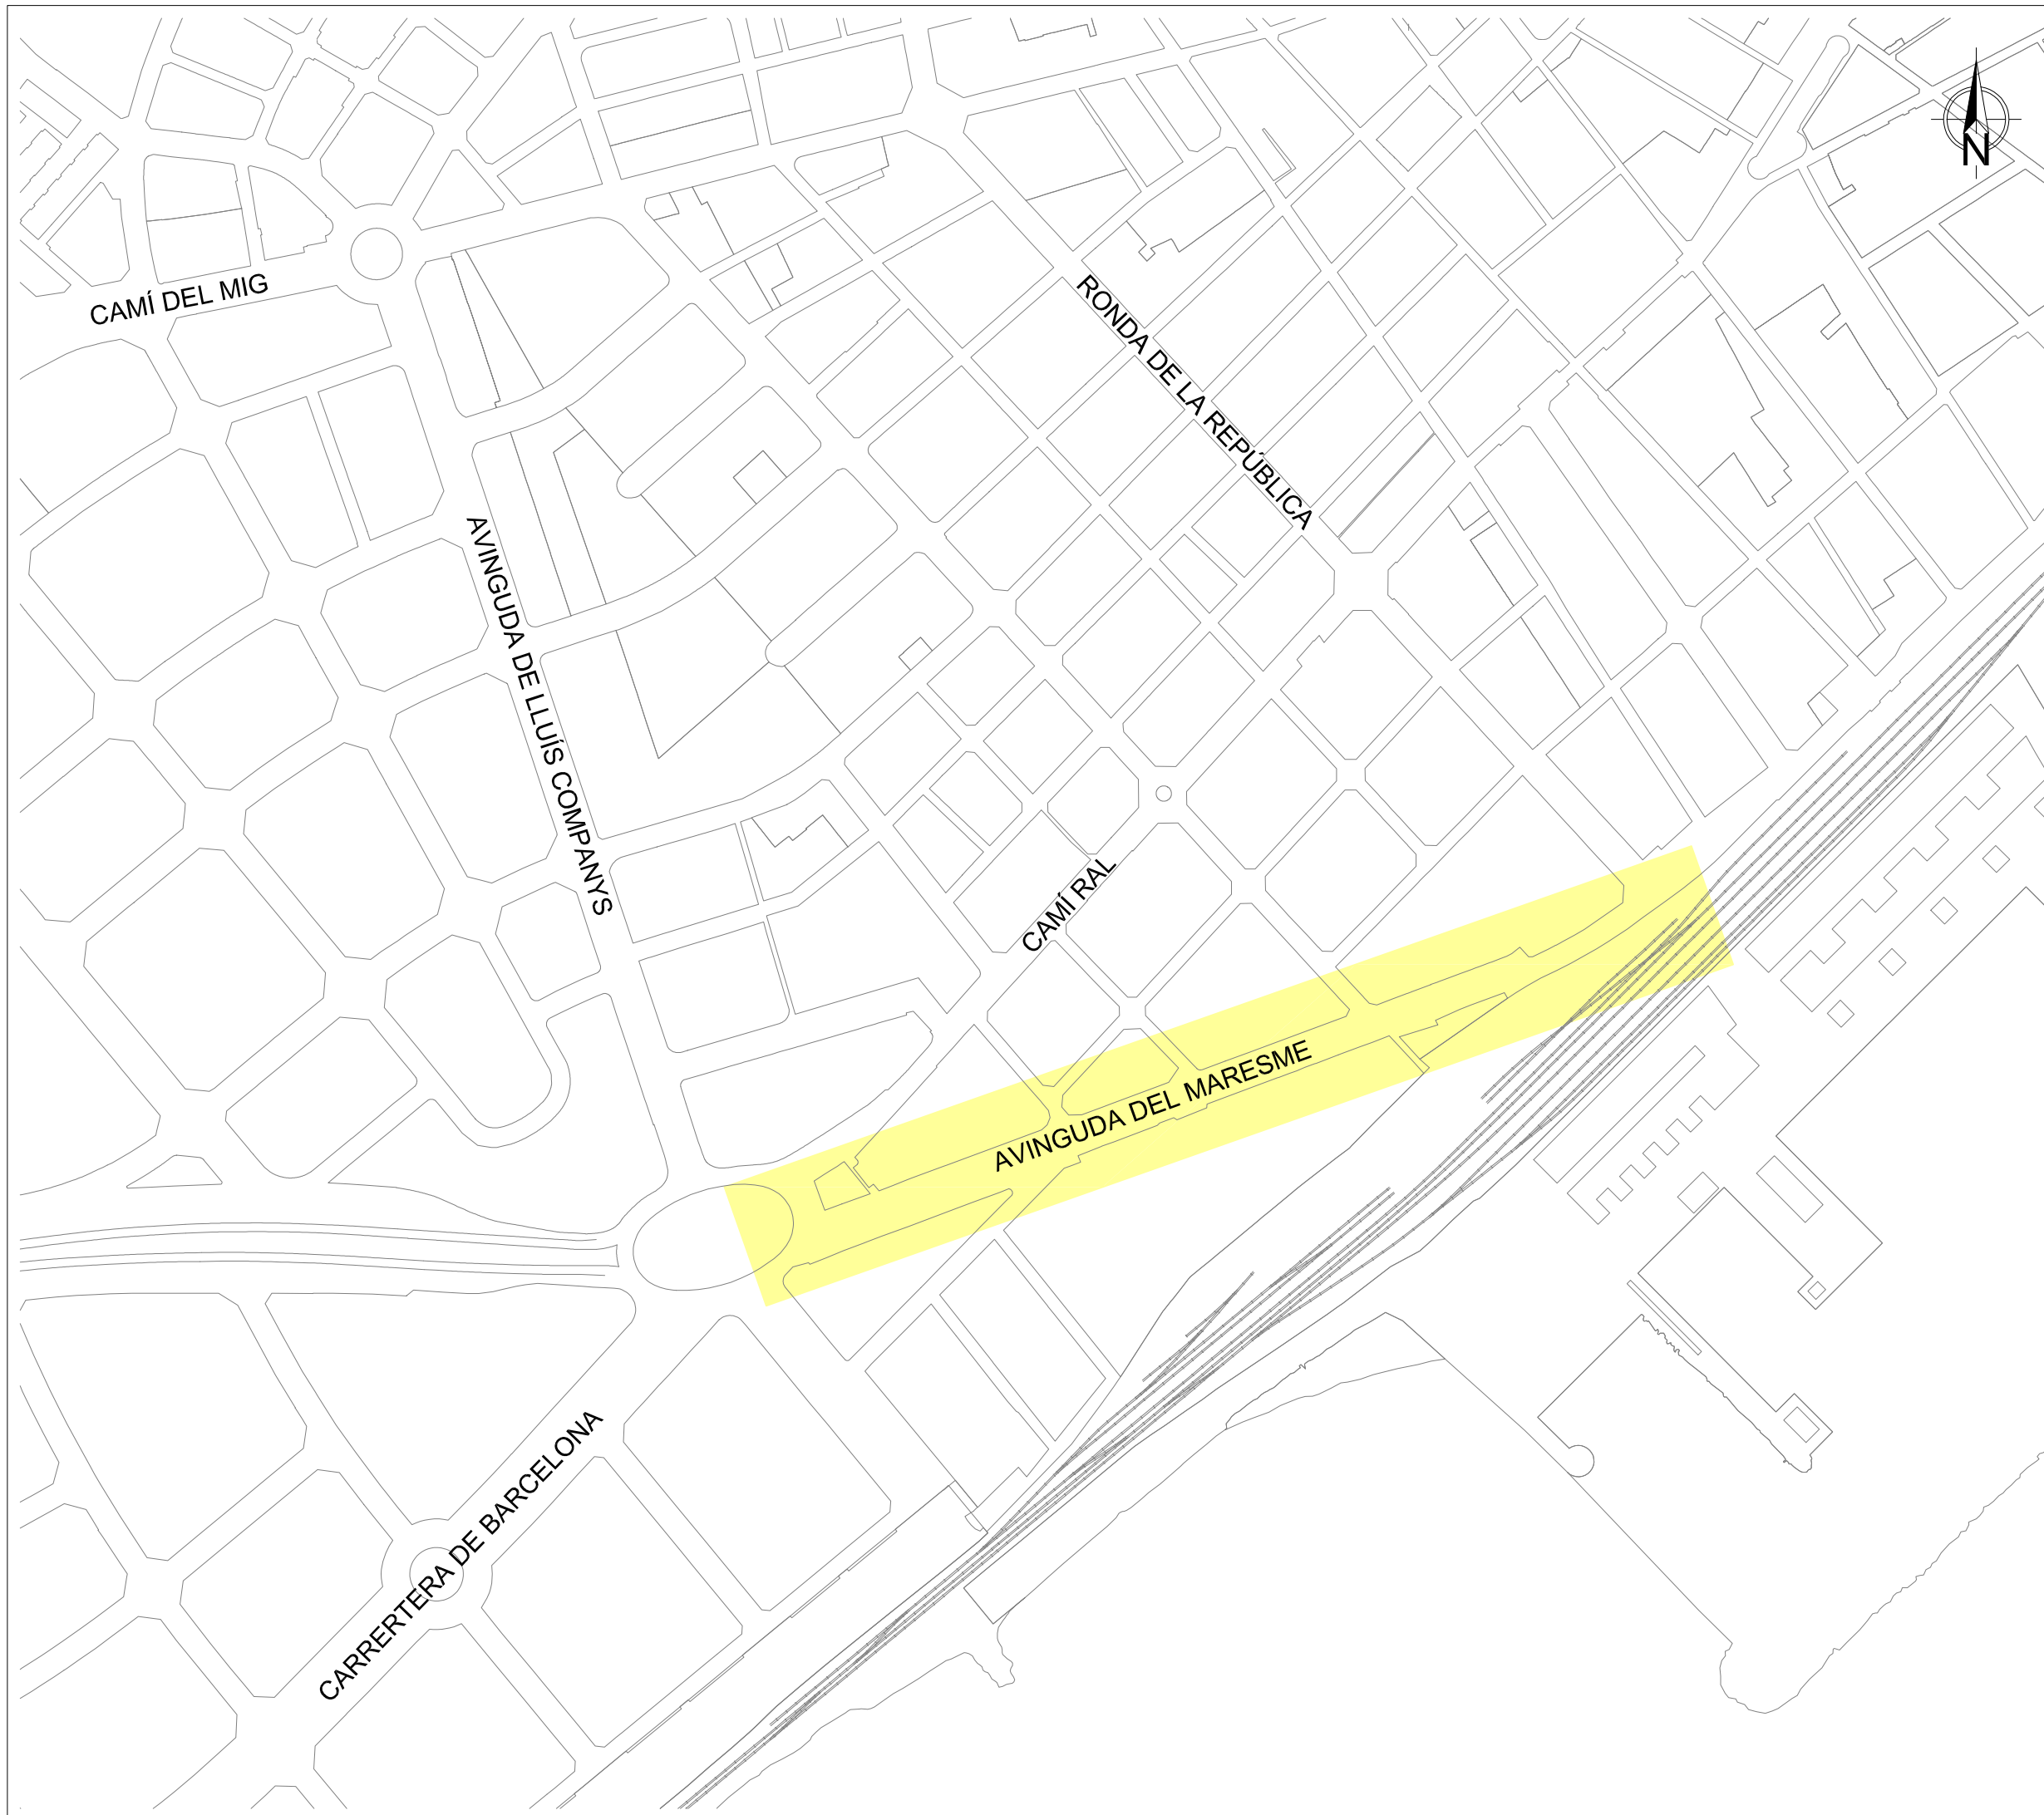 N
CAMÍ DEL MIG
RONDA DE LA REPÚBLICA
AVINGUDA DE LLUÍS COMPANYS
CAMÍ RAL
AVINGUDA DEL MARESME
CARRERTERA DE BARCELONA